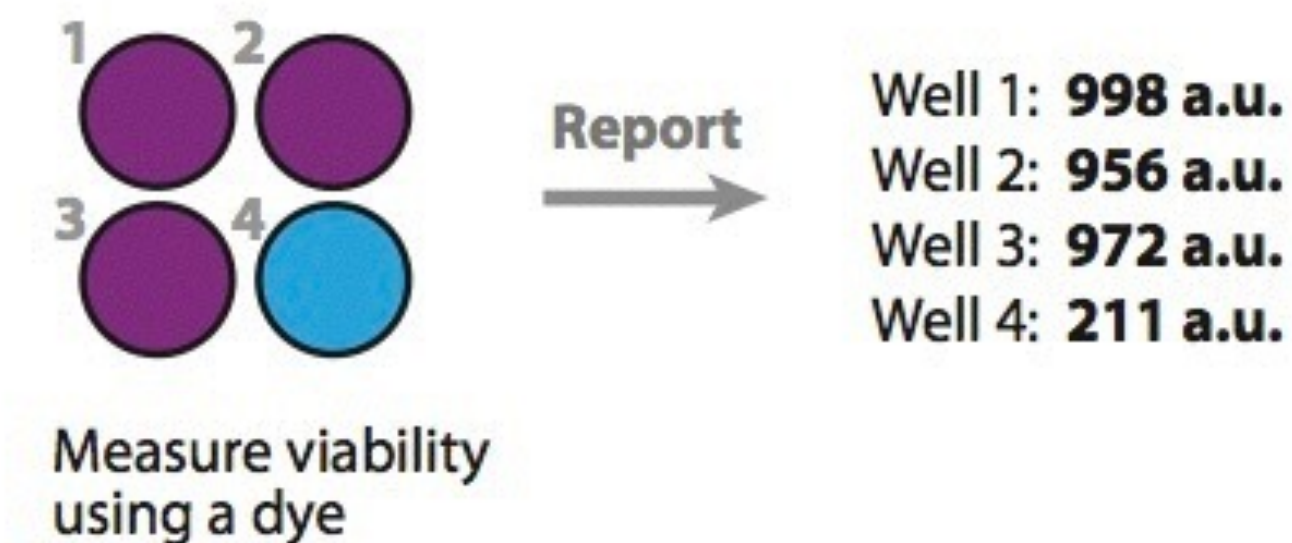 1
2
3
4
Measure viability
using a dye
Report
Well 1: 998 a.u.
Well 2: 956 a.u.
Well 3: 972 a.u.
Well 4: 211 a.u.